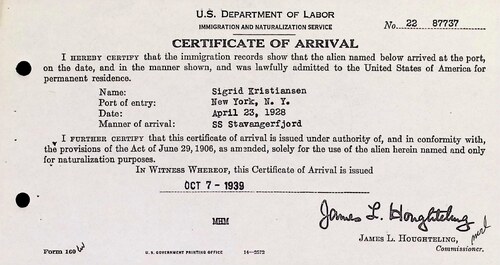 U.S. DEPARTMENT OF LABOR
IMMIGRATION AND NATURALIZATION SERVICE
No. 22 87737
CERTIFICATE OF ARRIVAL
I HEREBY CERTIFY that the immigration records show that the alien named below arrived at the port,
on the date, and in the manner shown, and was lawfully admitted to the United States of America for
permanent residence.
Name: Sigrid Kristiansen
Port of entry: New York, N. Y.
Date: April 23, 1928
Manner of arrival: SS Stavangerfjord
I FURTHER CERTIFY that this certificate of arrival is issued under authority of, and in conformity with,
the provisions of the Act of June 29, 1906, as amended, solely for the use of the alien herein named and only
for naturalization purposes.
IN WITNESS WHEREOF, this Certificate of Arrival is issued
OCT 7 - 1939
MHM
James L. Houghteling
JAMES L. HOUGHTELING,
Commissioner.
Form 160
U.S. GOVERNMENT PRINTING OFFICE